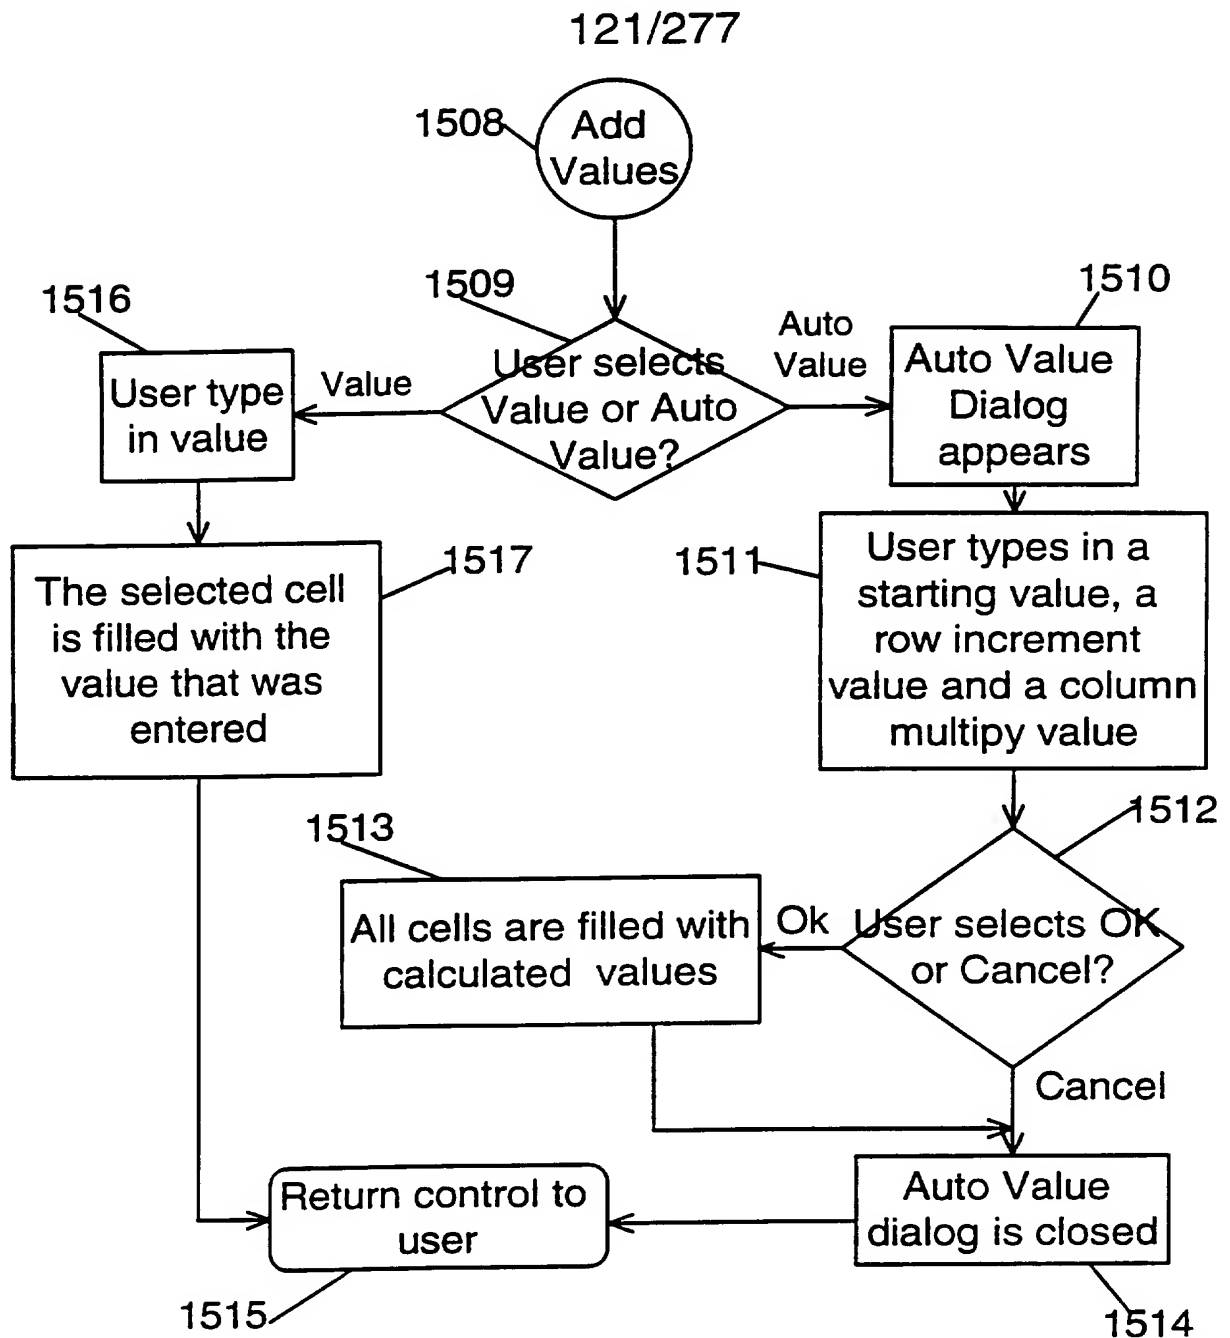 121/277
1508
Add
Values
1509
User selects
Value or Auto
Value?
Value
Auto
Value
1516
User type
in value
1510
Auto Value
Dialog
appears
1517
The selected cell
is filled with the
value that was
entered
1511
User types in a
starting value, a
row increment
value and a column
multipy value
1512
User selects OK
or Cancel?
Ok
Cancel
1513
All cells are filled with
calculated values
Return control to
user
1515
Auto Value
dialog is closed
1514